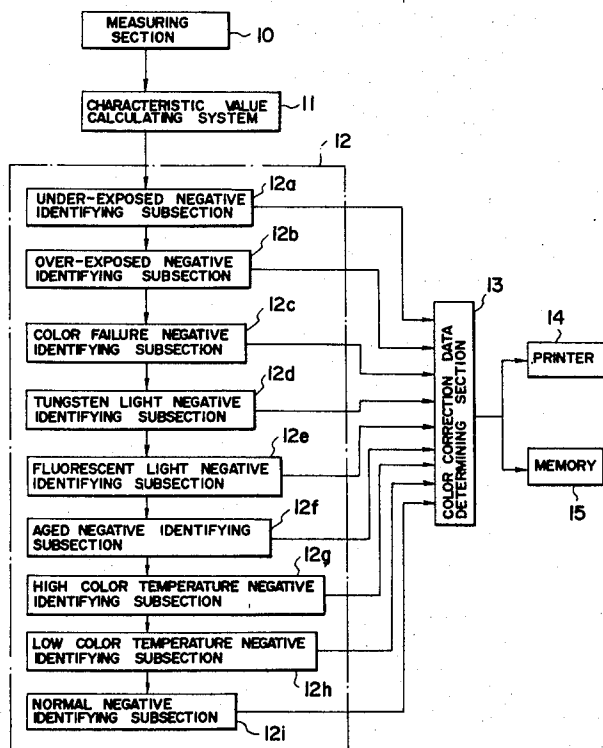 MEASURING
SECTION
10
CHARACTERISTIC VALUE
CALCULATING SYSTEM
11
12
UNDER-EXPOSED NEGATIVE
IDENTIFYING SUBSECTION
12a
OVER-EXPOSED NEGATIVE
IDENTIFYING SUBSECTION
12b
COLOR FAILURE NEGATIVE
IDENTIFYING SUBSECTION
12c
TUNGSTEN LIGHT NEGATIVE
IDENTIFYING SUBSECTION
12d
FLUORESCENT LIGHT NEGATIVE
IDENTIFYING SUBSECTION
12e
AGED NEGATIVE IDENTIFYING
SUBSECTION
12f
HIGH COLOR TEMPERATURE NEGATIVE
IDENTIFYING SUBSECTION
12g
LOW COLOR TEMPERATURE NEGATIVE
IDENTIFYING SUBSECTION
12h
NORMAL NEGATIVE
IDENTIFYING SUBSECTION
12i
COLOR CORRECTION DATA
DETERMINING SECTION
13
PRINTER
14
MEMORY
15